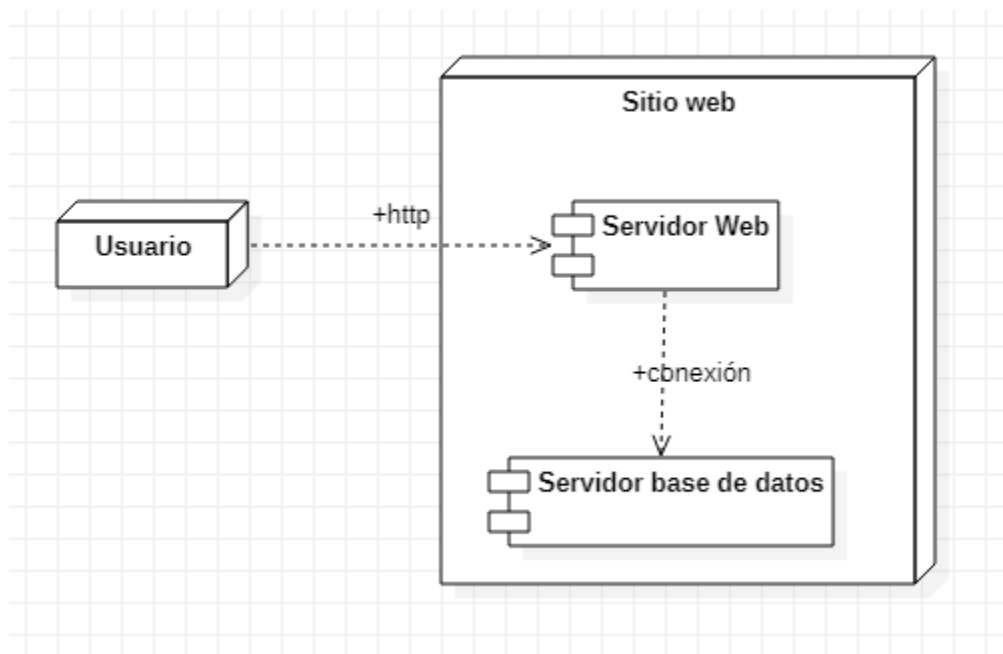 Sitio web
+http
Servidor Web
Usuario
+conexión
Servidor base de datos